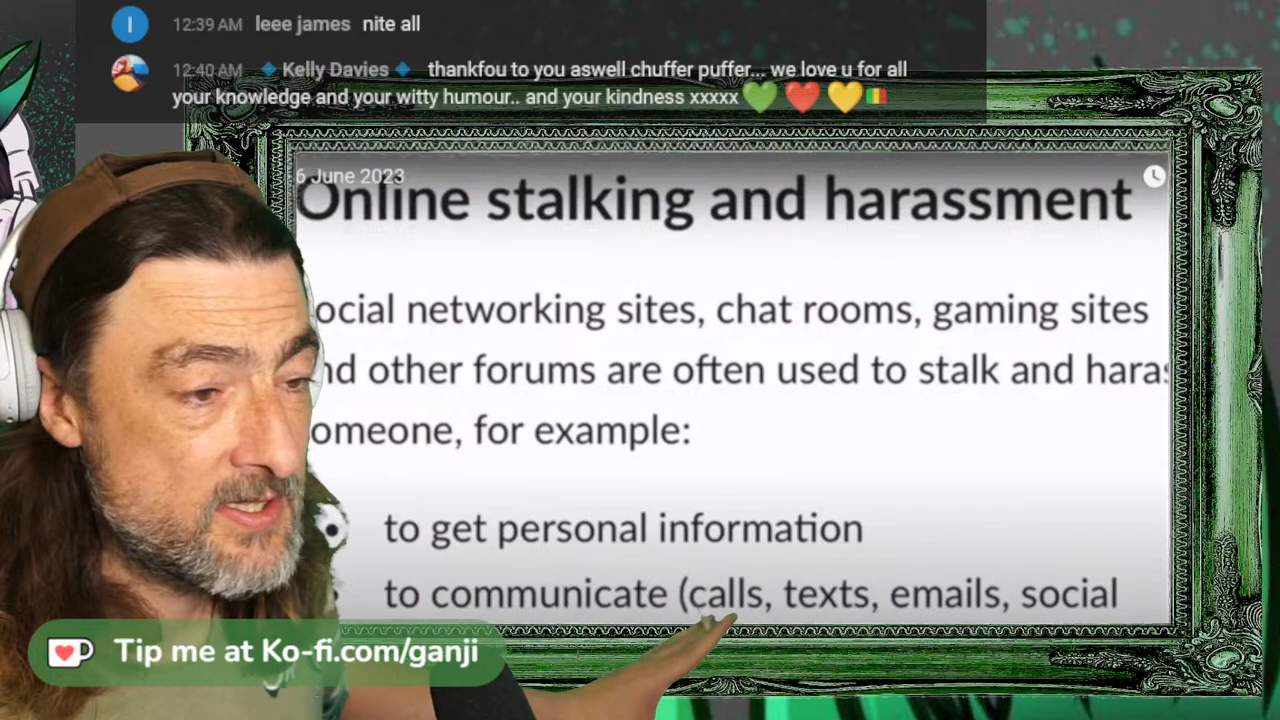 12:39 AM leee james nite all
12:40 AM Kelly Davies thankfou to you aswell chuffer puffer... we love u for all
your knowledge and your witty humour.. and your kindness xxxxx
6 June 2023
Online stalking and harassment
ocial networking sites, chat rooms, gaming sites
nd other forums are often used to stalk and haras
omeone, for example:
to get personal information
to communicate (calls, texts, emails, social
Tip me at Ko-fi.com/ganji